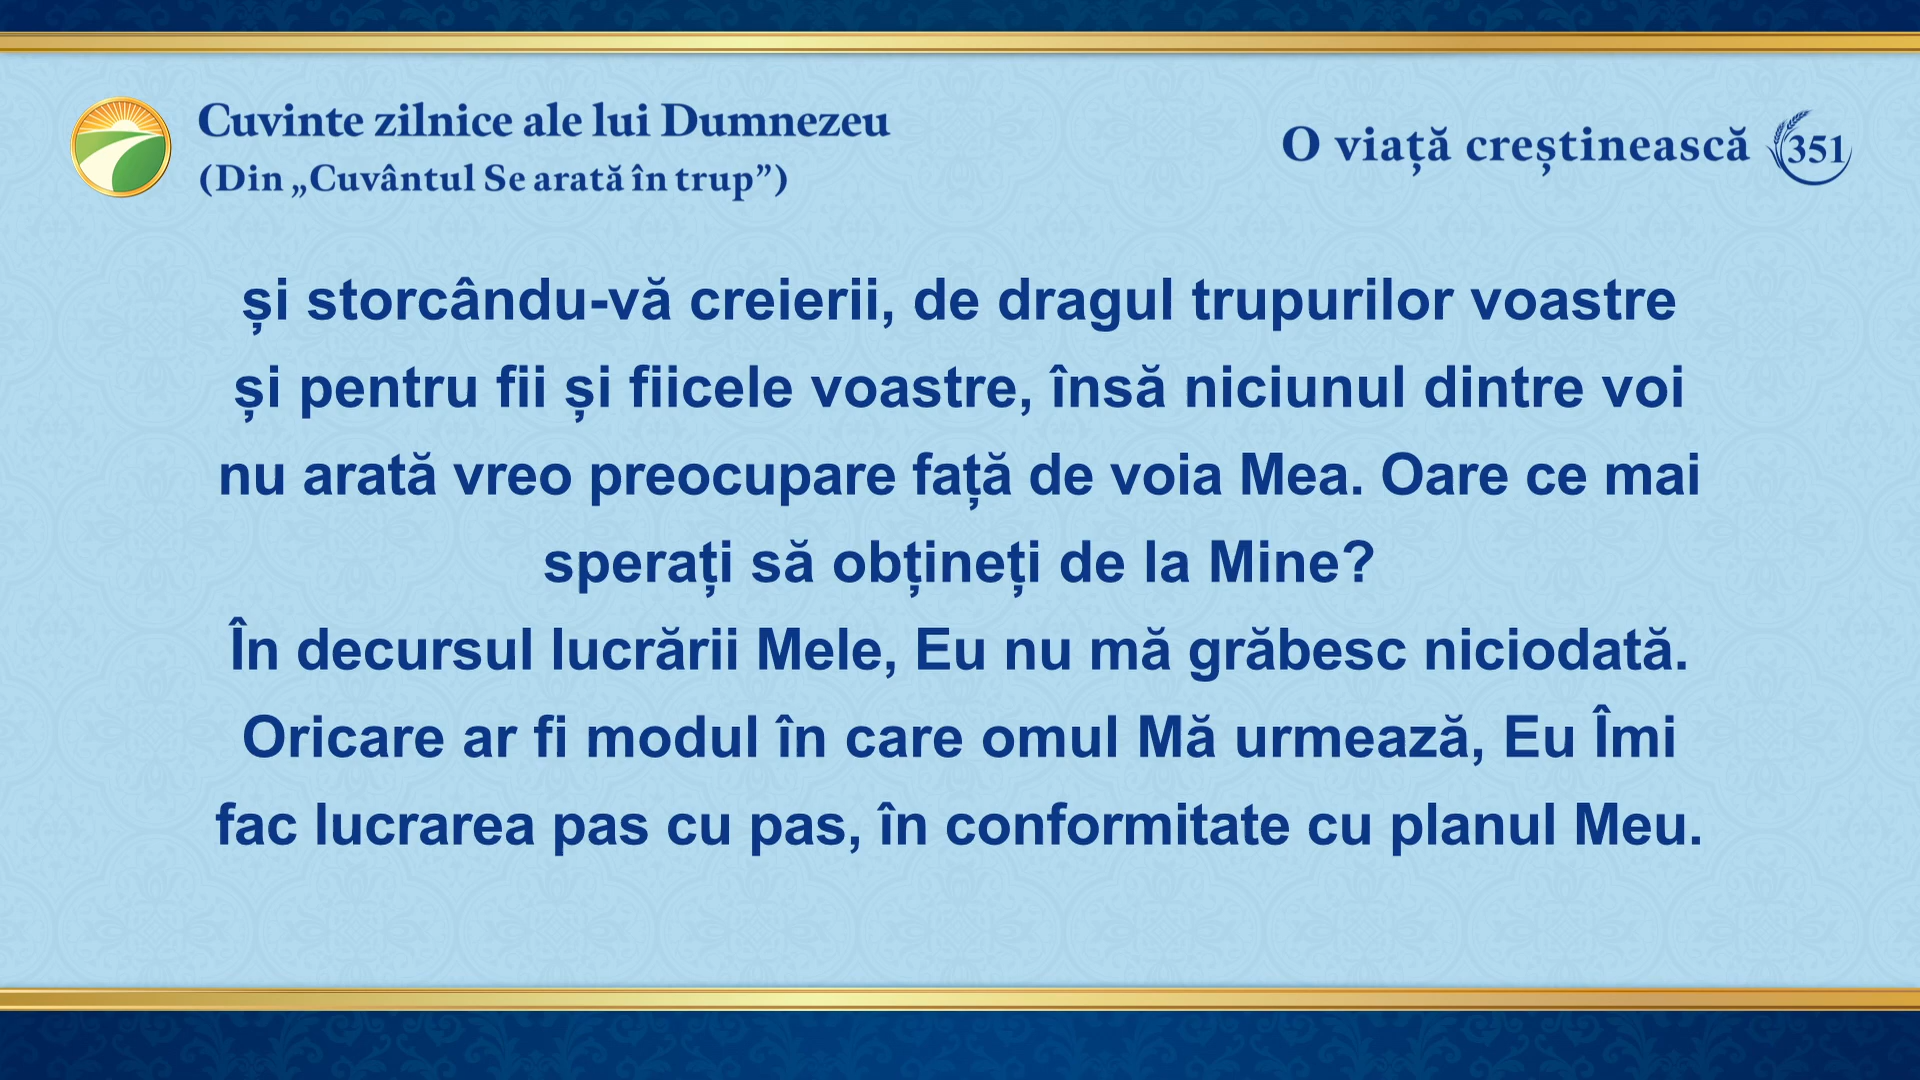 Cuvinte zilnice ale lui Dumnezeu
(Din „Cuvântul Se arată în trup”)
O viață creștinească 351
și storcându-vă creierii, de dragul trupurilor voastre
și pentru fii și fiicele voastre, însă niciunul dintre voi
nu arată vreo preocupare față de voia Mea. Oare ce mai
sperați să obțineți de la Mine?
În decursul lucrării Mele, Eu nu mă grăbesc niciodată.
Oricare ar fi modul în care omul Mă urmează, Eu Îmi
fac lucrarea pas cu pas, în conformitate cu planul Meu.